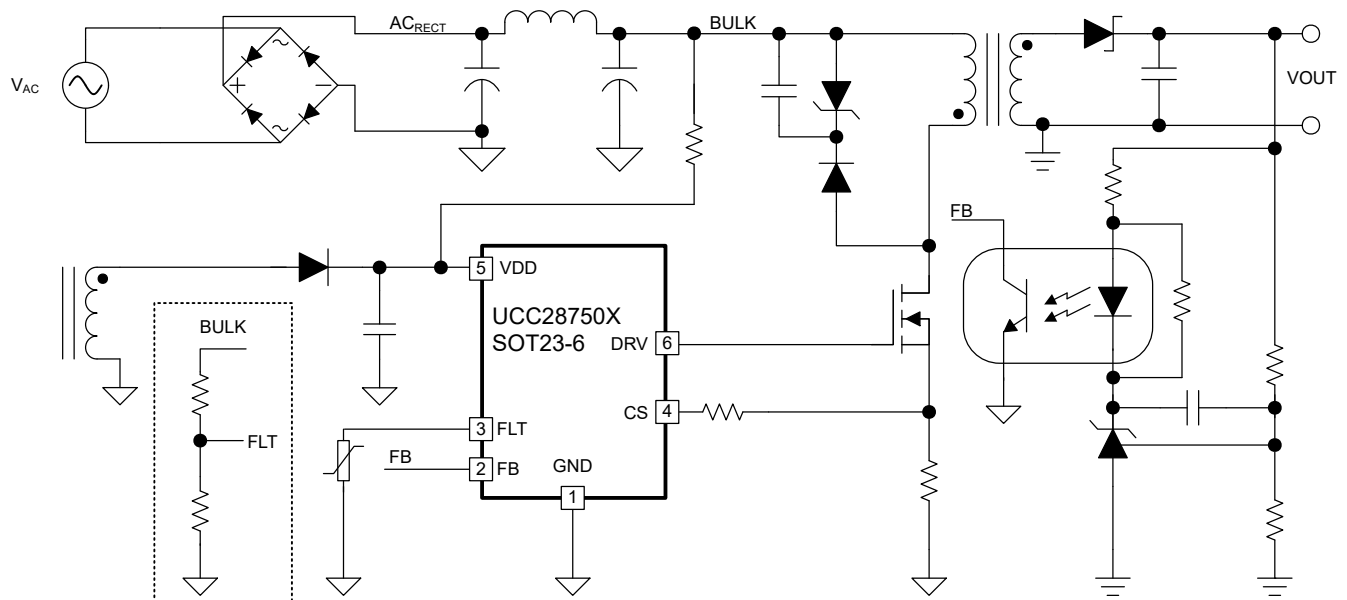 AC_RECT
BULK
V_AC
VOUT
+
−
~
~
FB
5
VDD
UCC28750X
SOT23-6
DRV
6
BULK
CS
4
3
FLT
FLT
FB
2
FB
GND
1